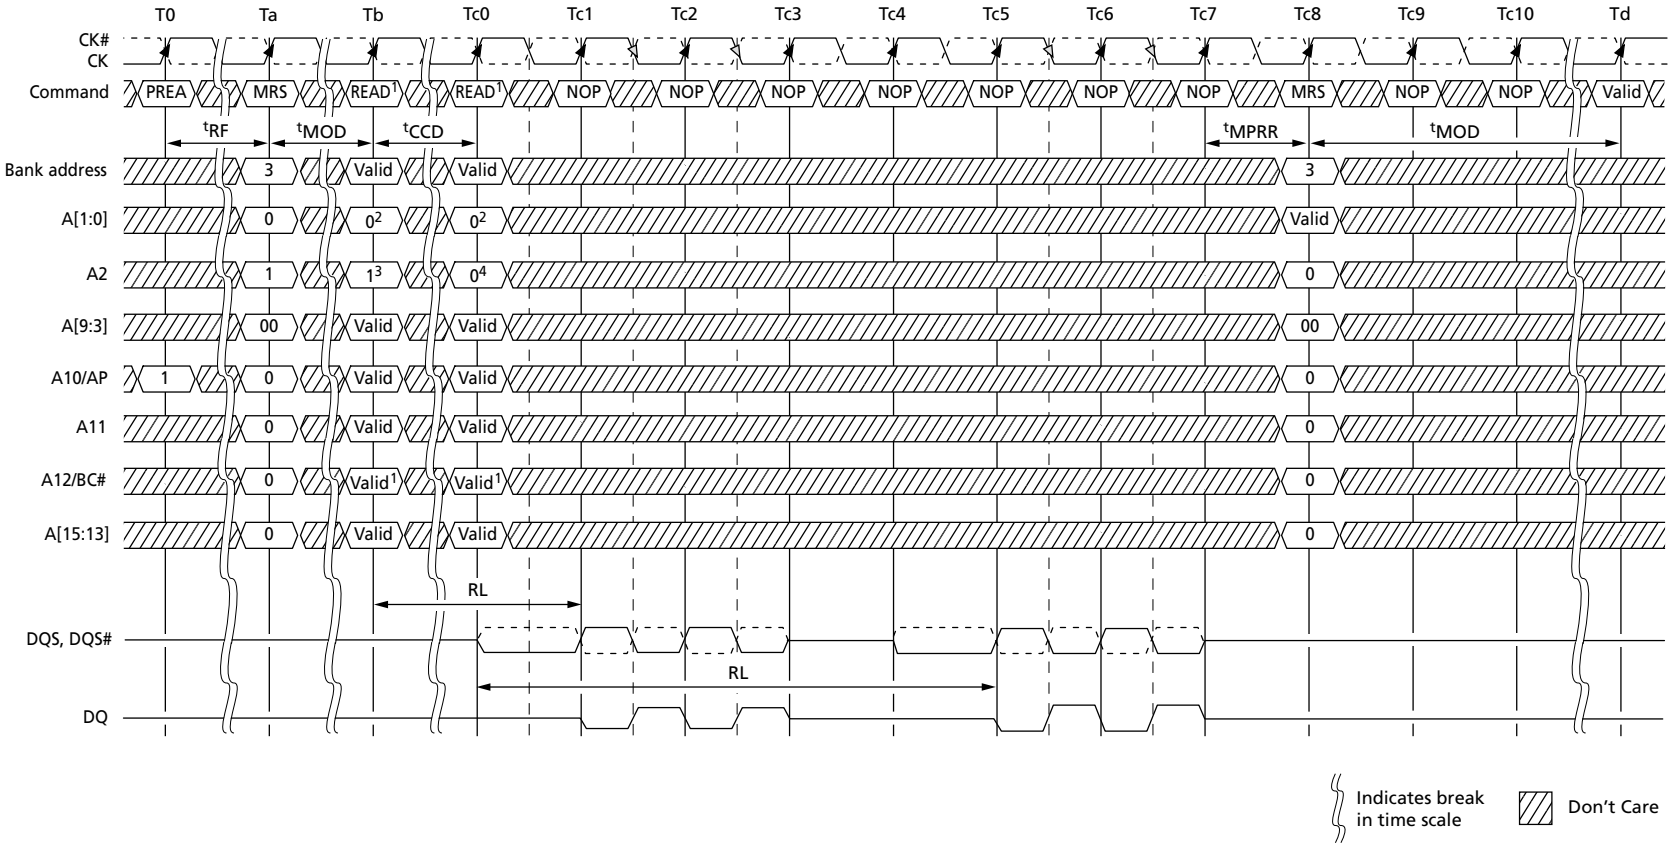 T0 Ta Tb Tc0 Tc1 Tc2 Tc3 Tc4 Tc5 Tc6 Tc7 Tc8 Tc9 Tc10 Td
CK#
CK
Command PREA MRS READ1 READ1 NOP NOP NOP NOP NOP NOP NOP MRS NOP NOP Valid
tRF tMOD tCCD tMPRR tMOD
Bank address 3 Valid Valid 3
A[1:0] 0 02 02 Valid
A2 1 13 04 0
A[9:3] 00 Valid Valid 00
A10/AP 1 0 Valid Valid 0
A11 0 Valid Valid 0
A12/BC# 0 Valid1 Valid1 0
A[15:13] 0 Valid Valid 0
RL
DQS, DQS#
RL
DQ
Indicates break
in time scale
Don't Care